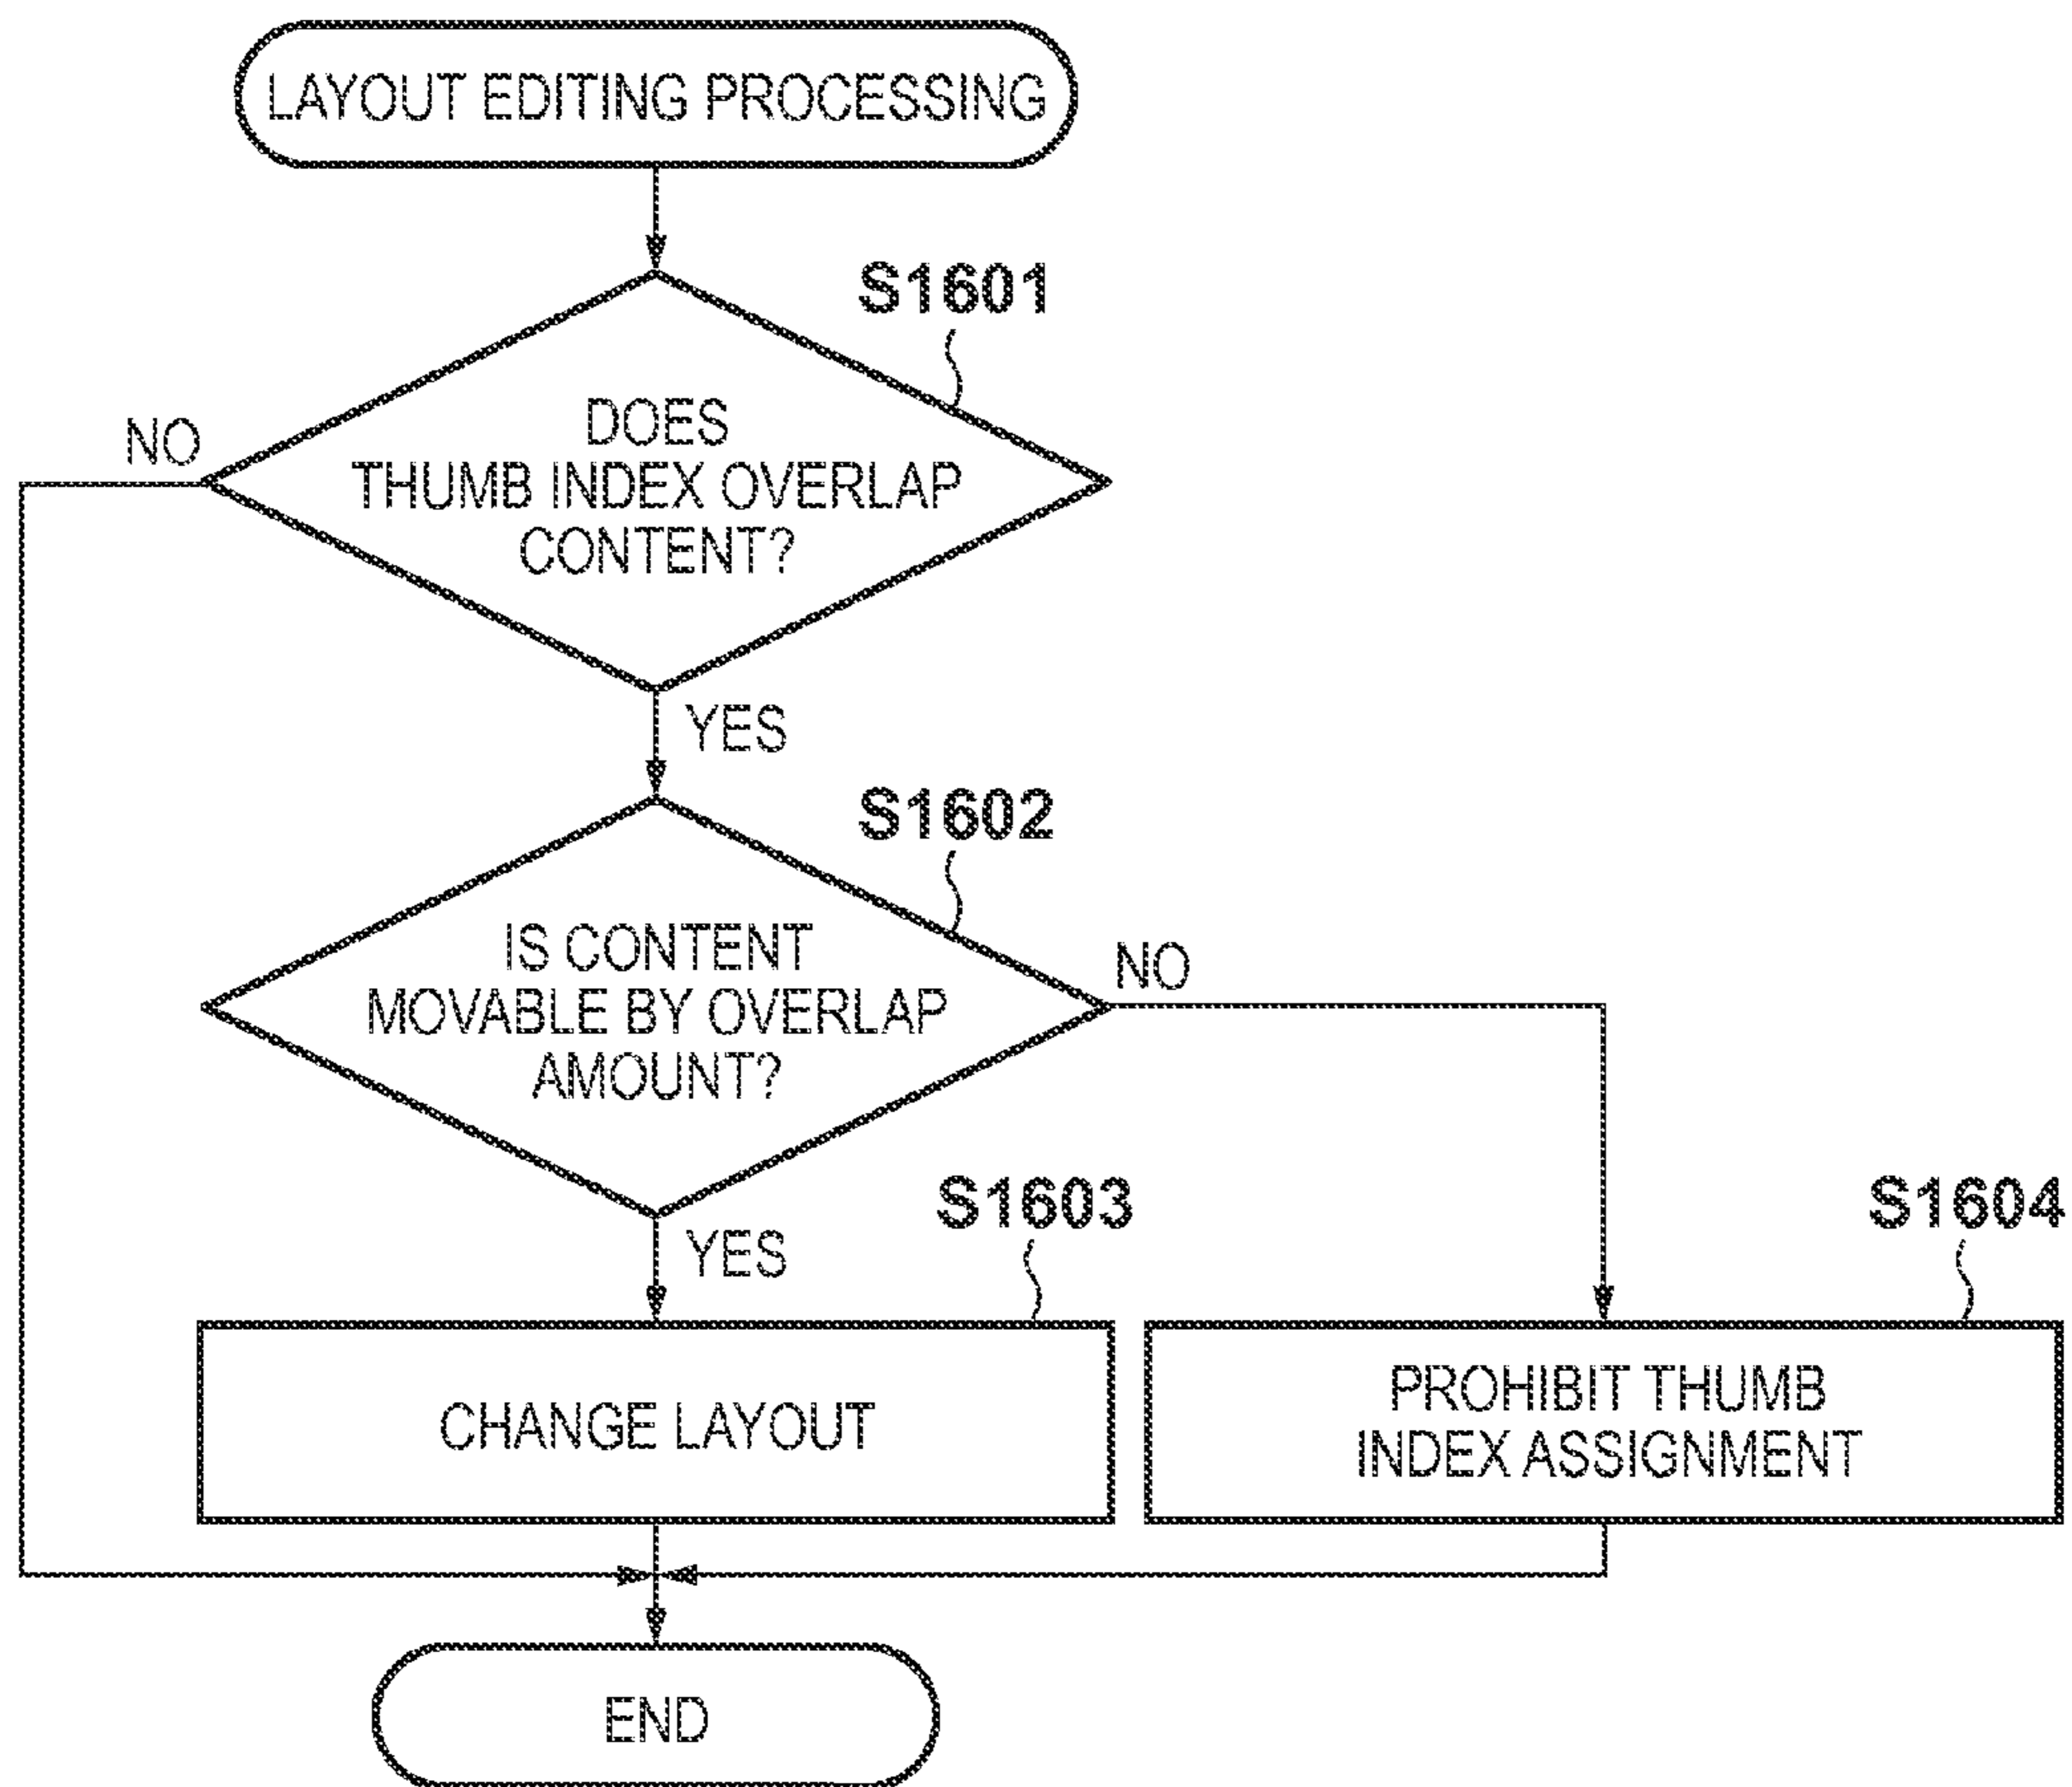 LAYOUT EDITING PROCESSING
S1601
DOES
THUMB INDEX OVERLAP
CONTENT?
NO
YES
S1602
IS CONTENT
MOVABLE BY OVERLAP
AMOUNT?
NO
YES
S1603
CHANGE LAYOUT
S1604
PROHIBIT THUMB
INDEX ASSIGNMENT
END